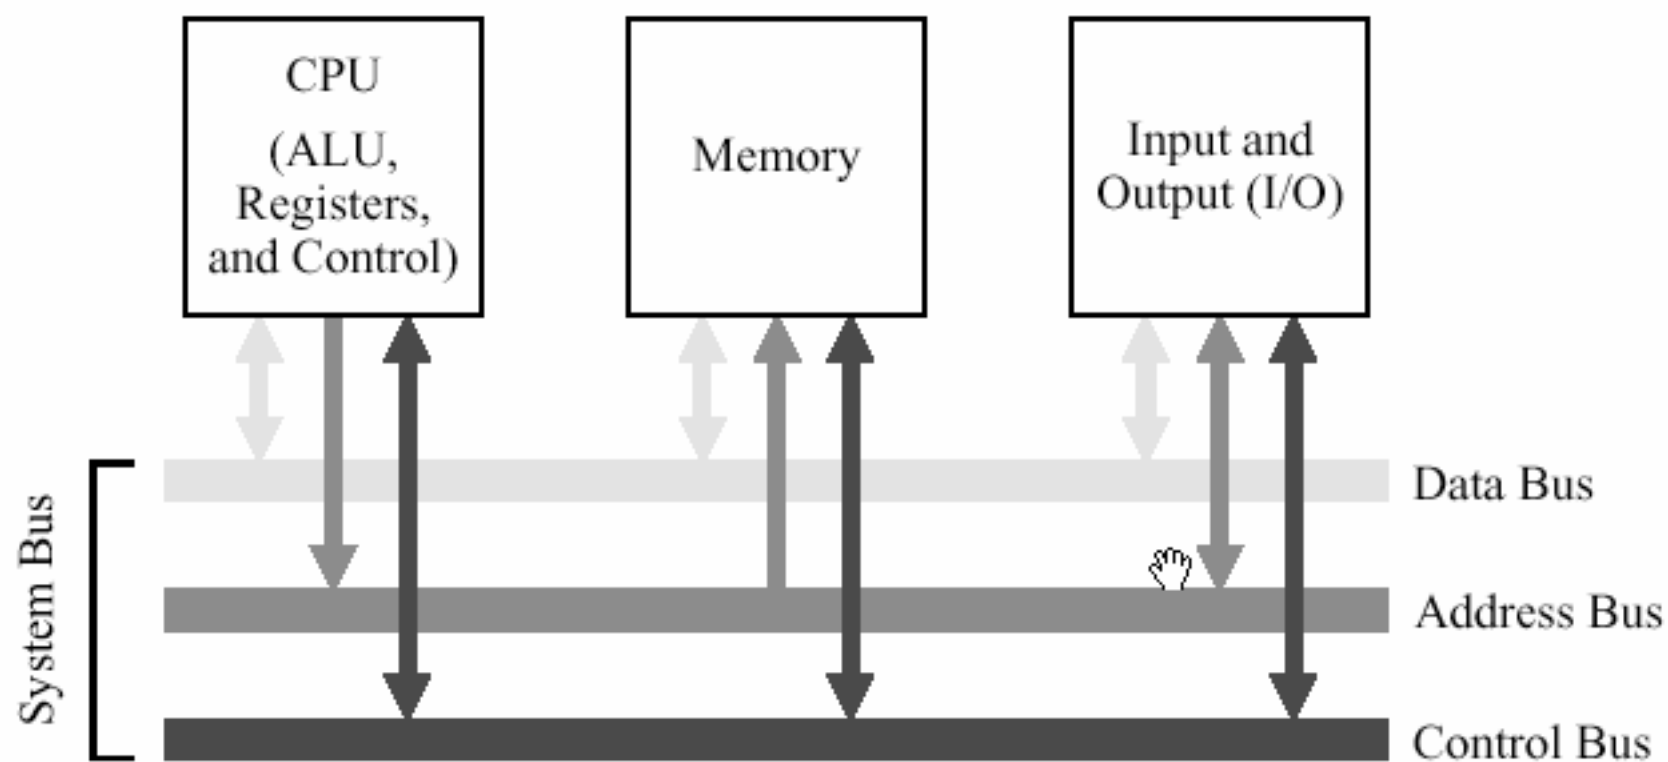 CPU
(ALU,
Registers,
and Control)
Memory
Input and
Output (I/O)
System Bus
Data Bus
Address Bus
Control Bus